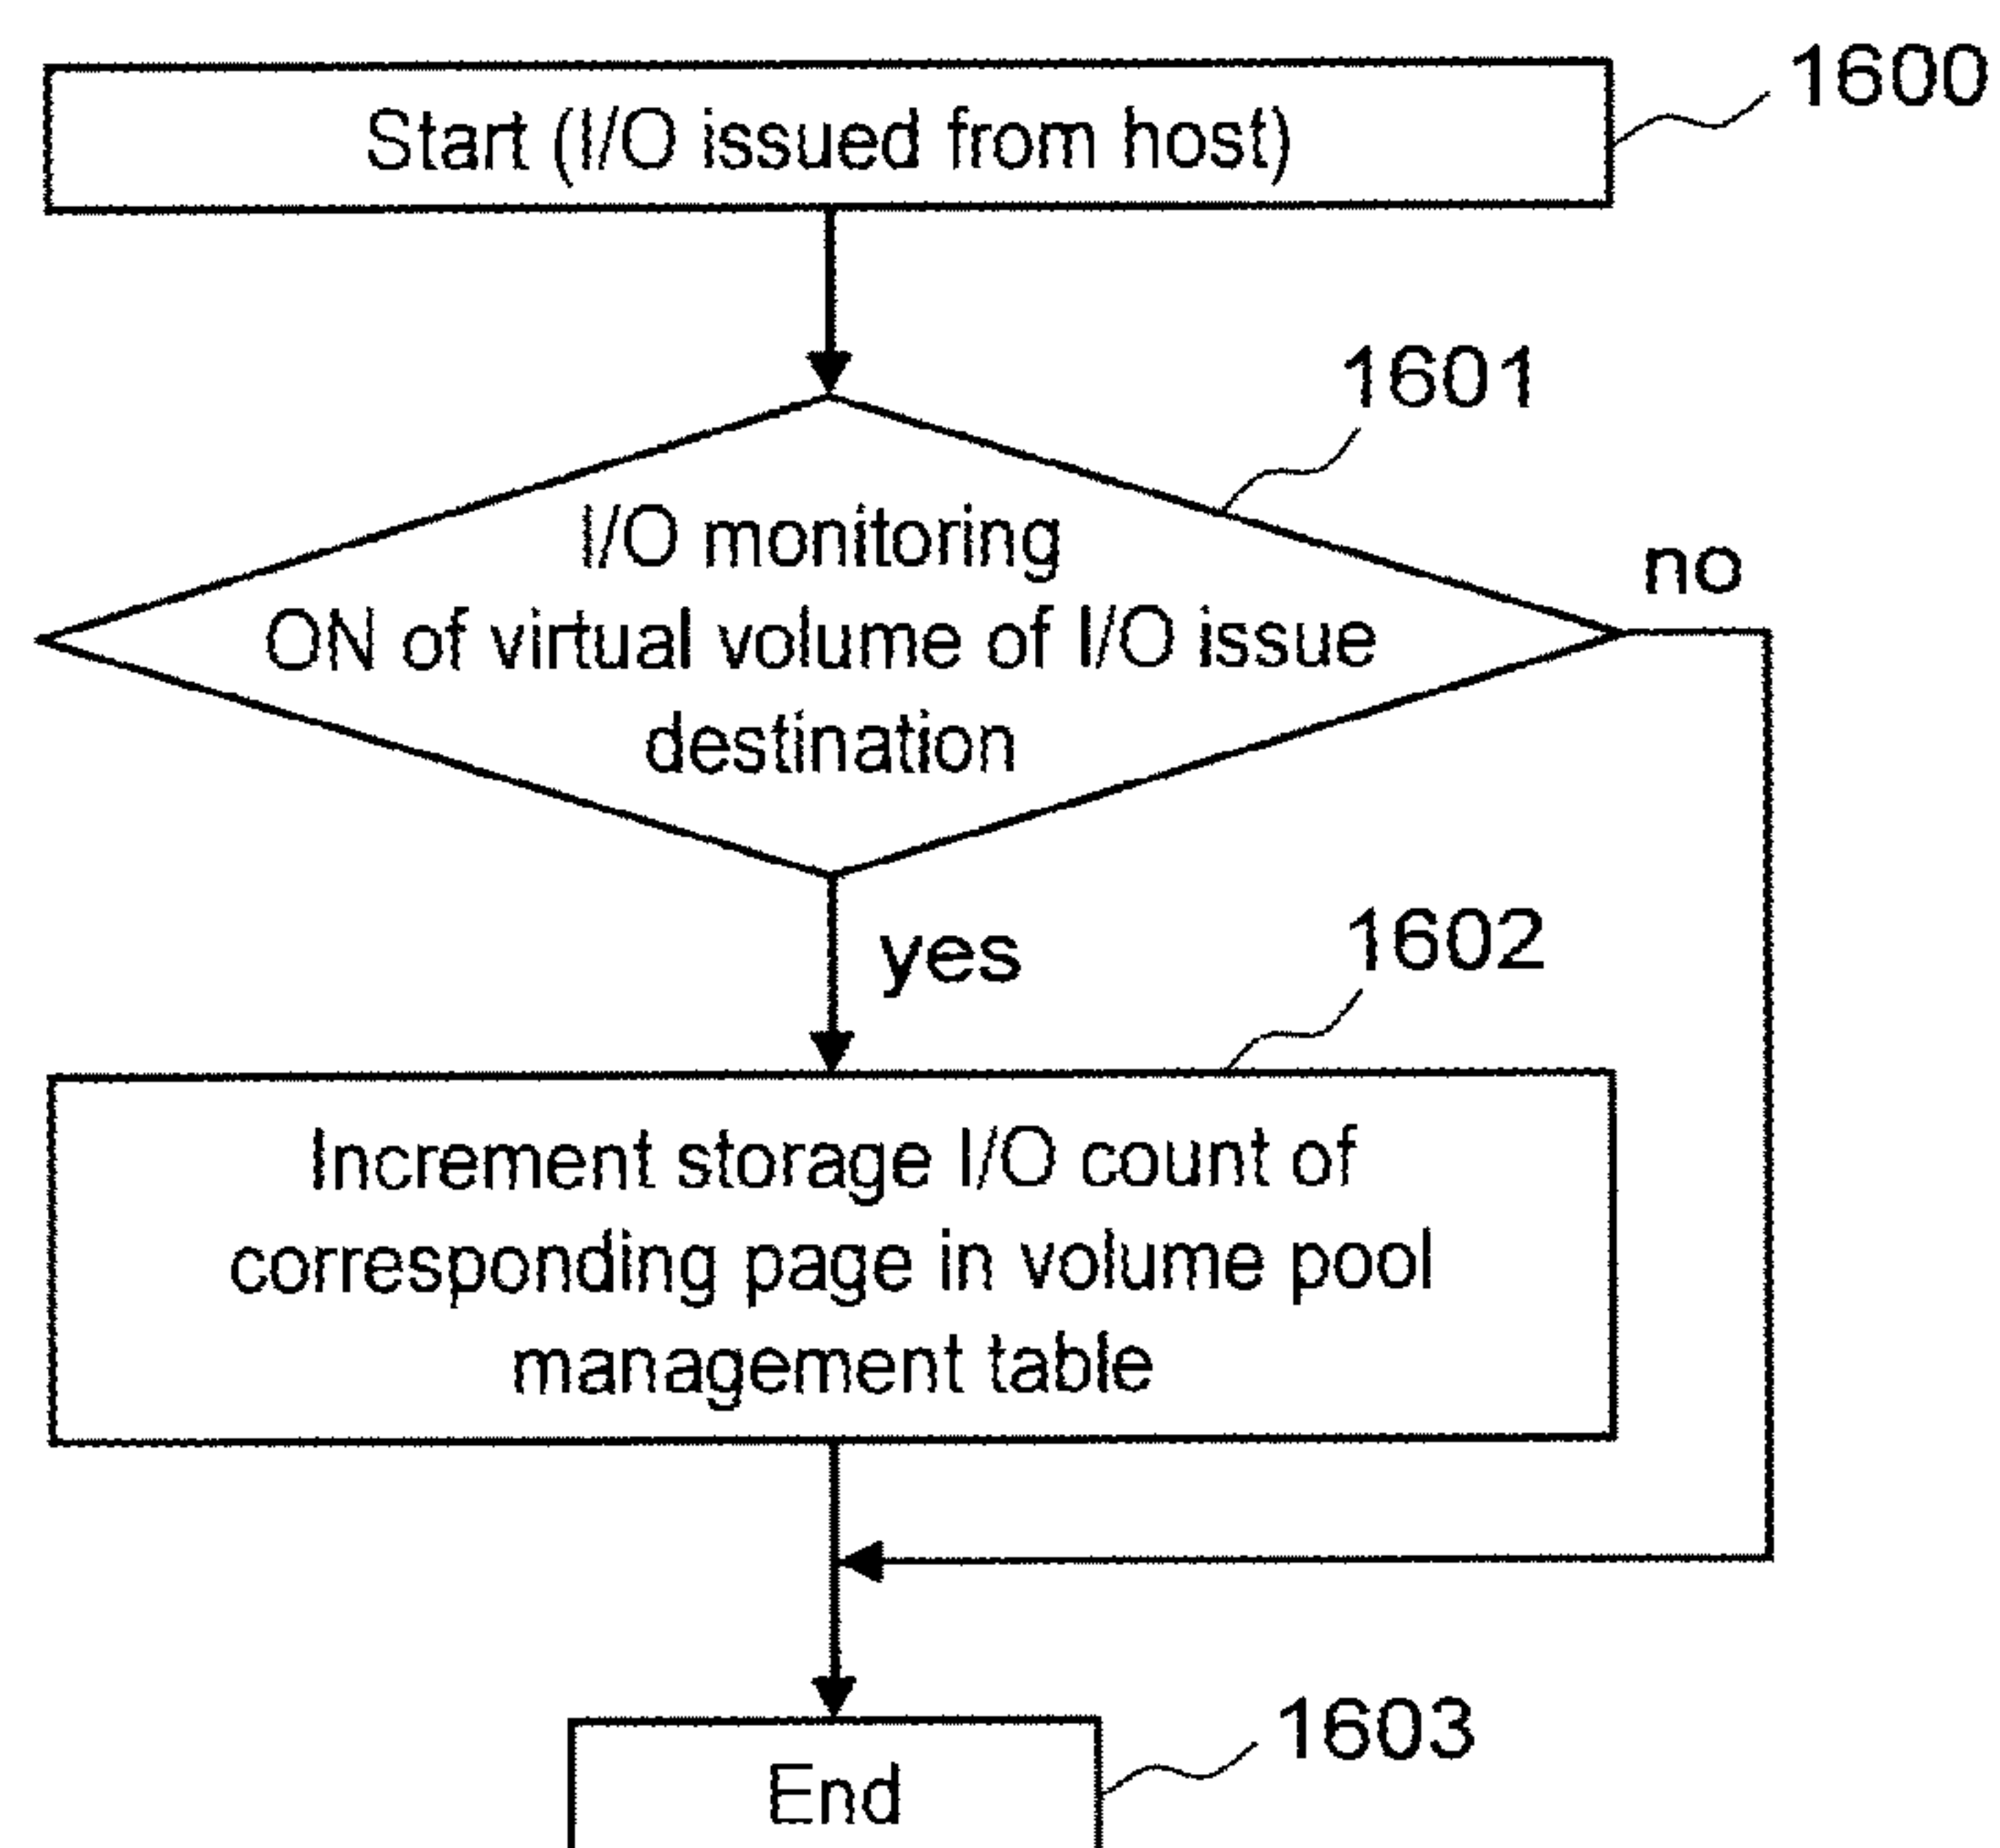 1600
Start (I/O issued from host)
1601
I/O monitoring
ON of virtual volume of I/O issue
destination
no
yes
1602
Increment storage I/O count of
corresponding page in volume pool
management table
1603
End